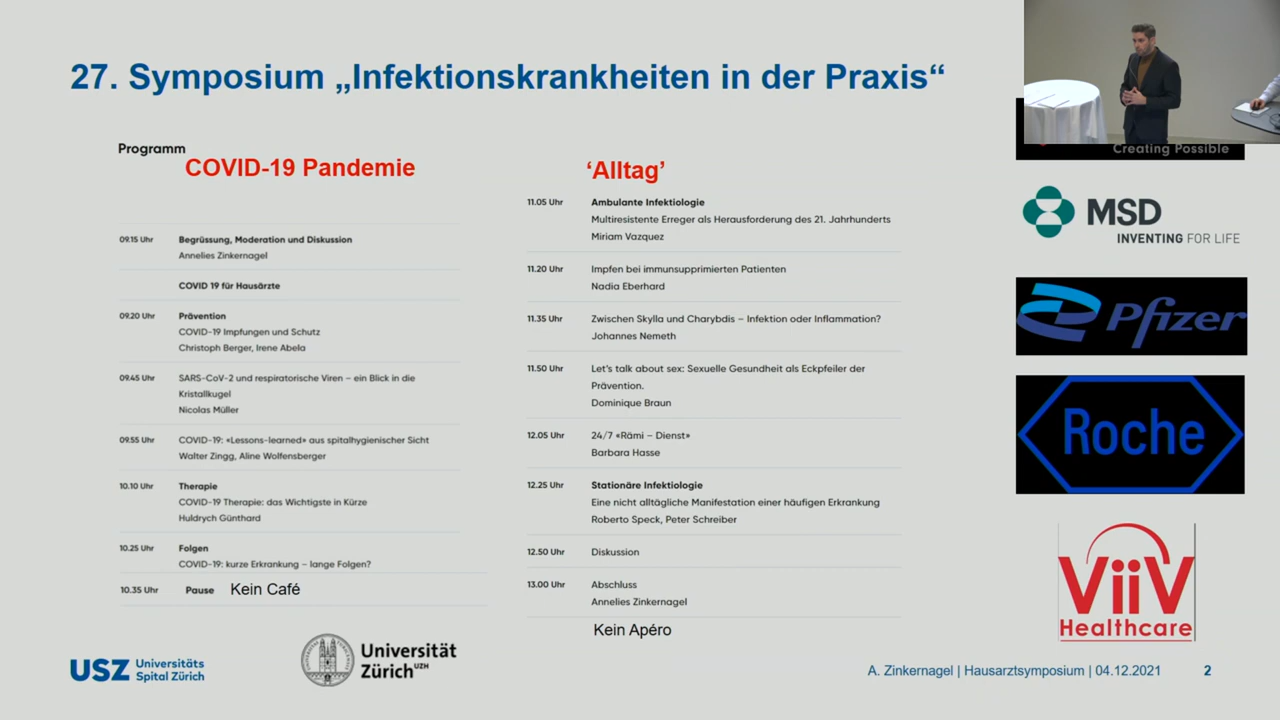 27. Symposium „Infektionskrankheiten in der Praxis“
Programm
COVID-19 Pandemie
09.15 Uhr Begrüssung, Moderation und Diskussion
Annelies Zinkernagel
COVID 19 für Hausärzte
09.20 Uhr Prävention
COVID-19 Impfungen und Schutz
Christoph Berger, Irene Abela
09.45 Uhr SARS-CoV-2 und respiratorische Viren – ein Blick in die
Kristallkugel
Nicolas Müller
09.55 Uhr COVID-19: «Lessons-learned» aus spitalhygienischer Sicht
Walter Zingg, Aline Wolfensberger
10.10 Uhr Therapie
COVID-19 Therapie: das Wichtigste in Kürze
Huldrych Günthard
10.25 Uhr Folgen
COVID-19: kurze Erkrankung – lange Folgen?
10.35 Uhr Pause Kein Café
‘Alltag’
11.05 Uhr Ambulante Infektiologie
Multiresistente Erreger als Herausforderung des 21. Jahrhunderts
Miriam Vazquez
11.20 Uhr Impfen bei immunsupprimierten Patienten
Nadia Eberhard
11.35 Uhr Zwischen Skylla und Charybdis – Infektion oder Inflammation?
Johannes Nemeth
11.50 Uhr Let’s talk about sex: Sexuelle Gesundheit als Eckpfeiler der
Prävention.
Dominique Braun
12.05 Uhr 24/7 «Rämi – Dienst»
Barbara Hasse
12.25 Uhr Stationäre Infektiologie
Eine nicht alltägliche Manifestation einer häufigen Erkrankung
Roberto Speck, Peter Schreiber
12.50 Uhr Diskussion
13.00 Uhr Abschluss
Annelies Zinkernagel
Kein Apéro
Creating Possible
MSD
INVENTING FOR LIFE
Pfizer
Roche
ViiV
Healthcare
USZ Universitäts
Spital Zürich
Universität
Zürich UZH
A. Zinkernagel | Hausarztsymposium | 04.12.2021 2